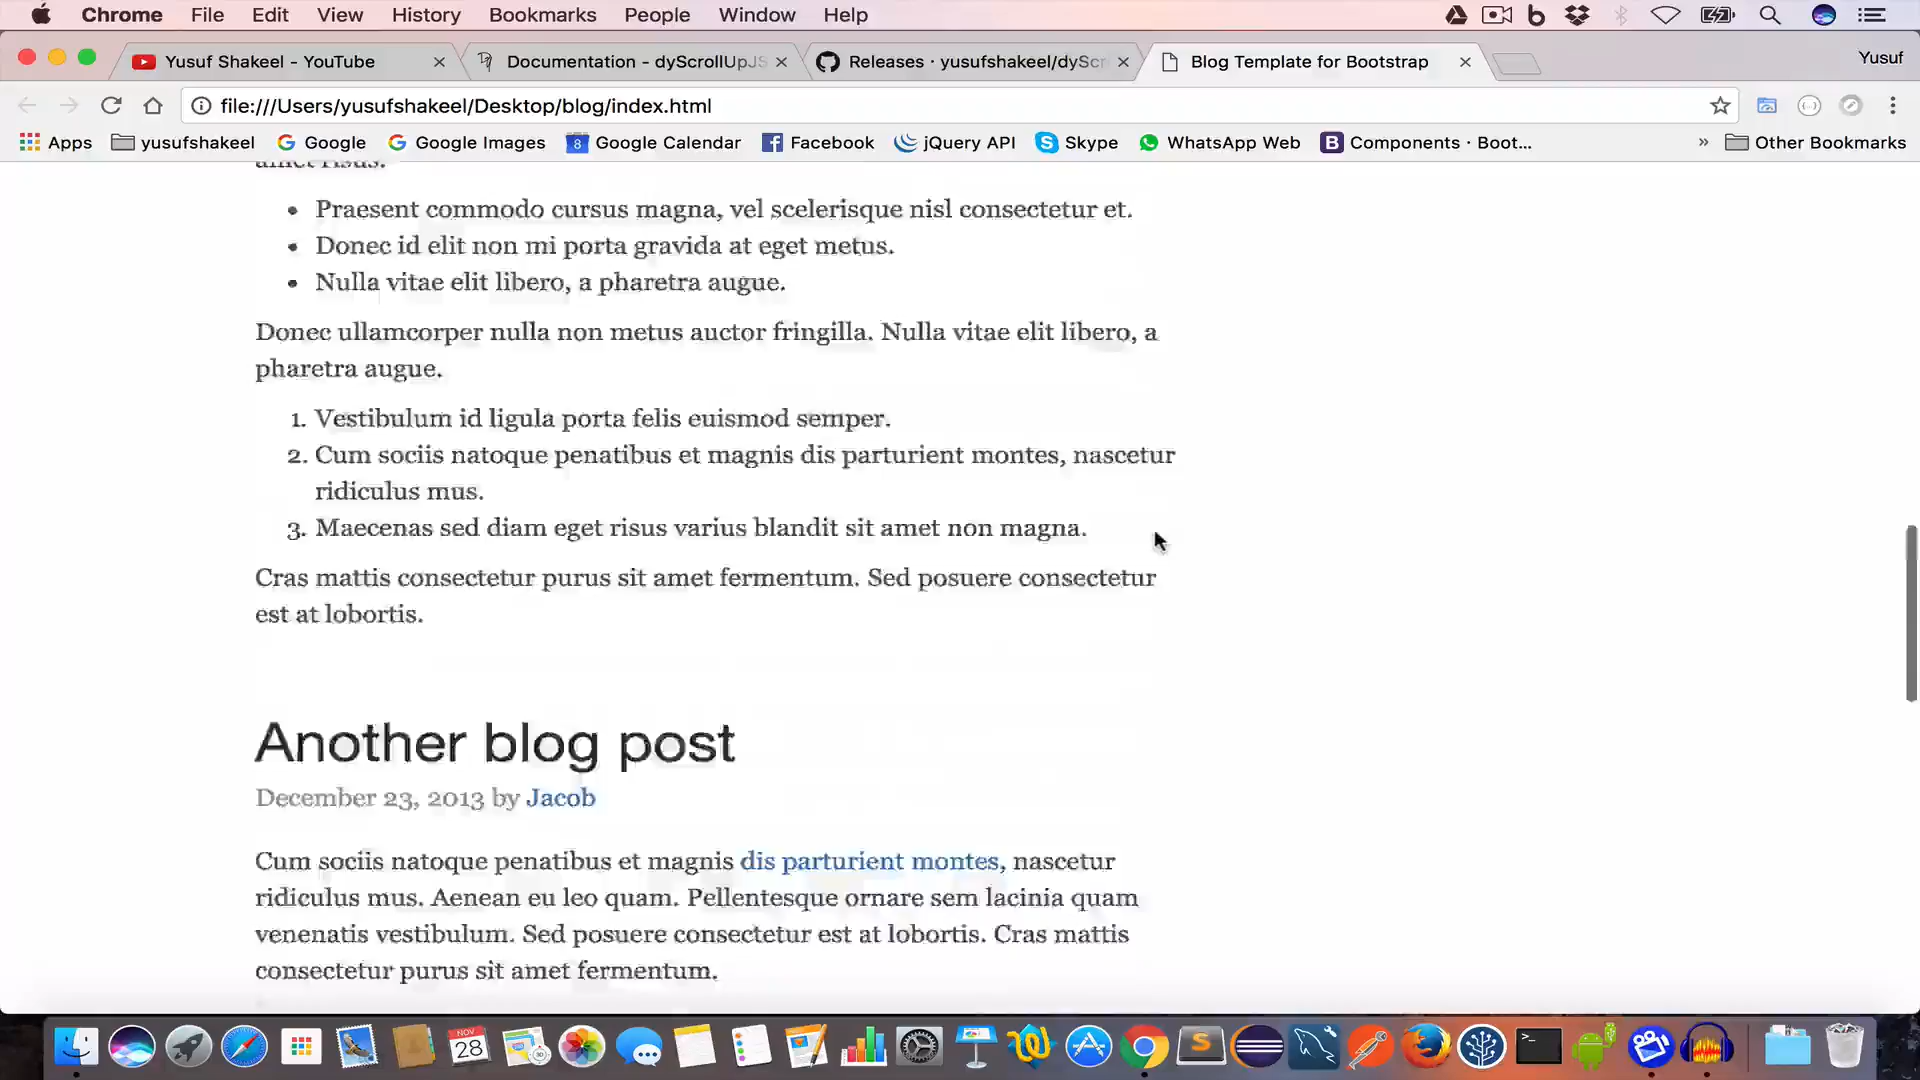 Chrome File Edit View History Bookmarks People Window Help
Yusuf Shakeel - YouTube
Documentation - dyScrollUpJS
Releases · yusufshakeel/dyScr
Blog Template for Bootstrap
Yusuf
file:///Users/yusufshakeel/Desktop/blog/index.html
Apps yusufshakeel Google Google Images 8 Google Calendar Facebook jQuery API Skype WhatsApp Web B Components · Boot... » Other Bookmarks
amet risus.
• Praesent commodo cursus magna, vel scelerisque nisl consectetur et.
• Donec id elit non mi porta gravida at eget metus.
• Nulla vitae elit libero, a pharetra augue.
Donec ullamcorper nulla non metus auctor fringilla. Nulla vitae elit libero, a
pharetra augue.
1. Vestibulum id ligula porta felis euismod semper.
2. Cum sociis natoque penatibus et magnis dis parturient montes, nascetur
ridiculus mus.
3. Maecenas sed diam eget risus varius blandit sit amet non magna.
Cras mattis consectetur purus sit amet fermentum. Sed posuere consectetur
est at lobortis.
Another blog post
December 23, 2013 by Jacob
Cum sociis natoque penatibus et magnis dis parturient montes, nascetur
ridiculus mus. Aenean eu leo quam. Pellentesque ornare sem lacinia quam
venenatis vestibulum. Sed posuere consectetur est at lobortis. Cras mattis
consectetur purus sit amet fermentum.
NOV
28